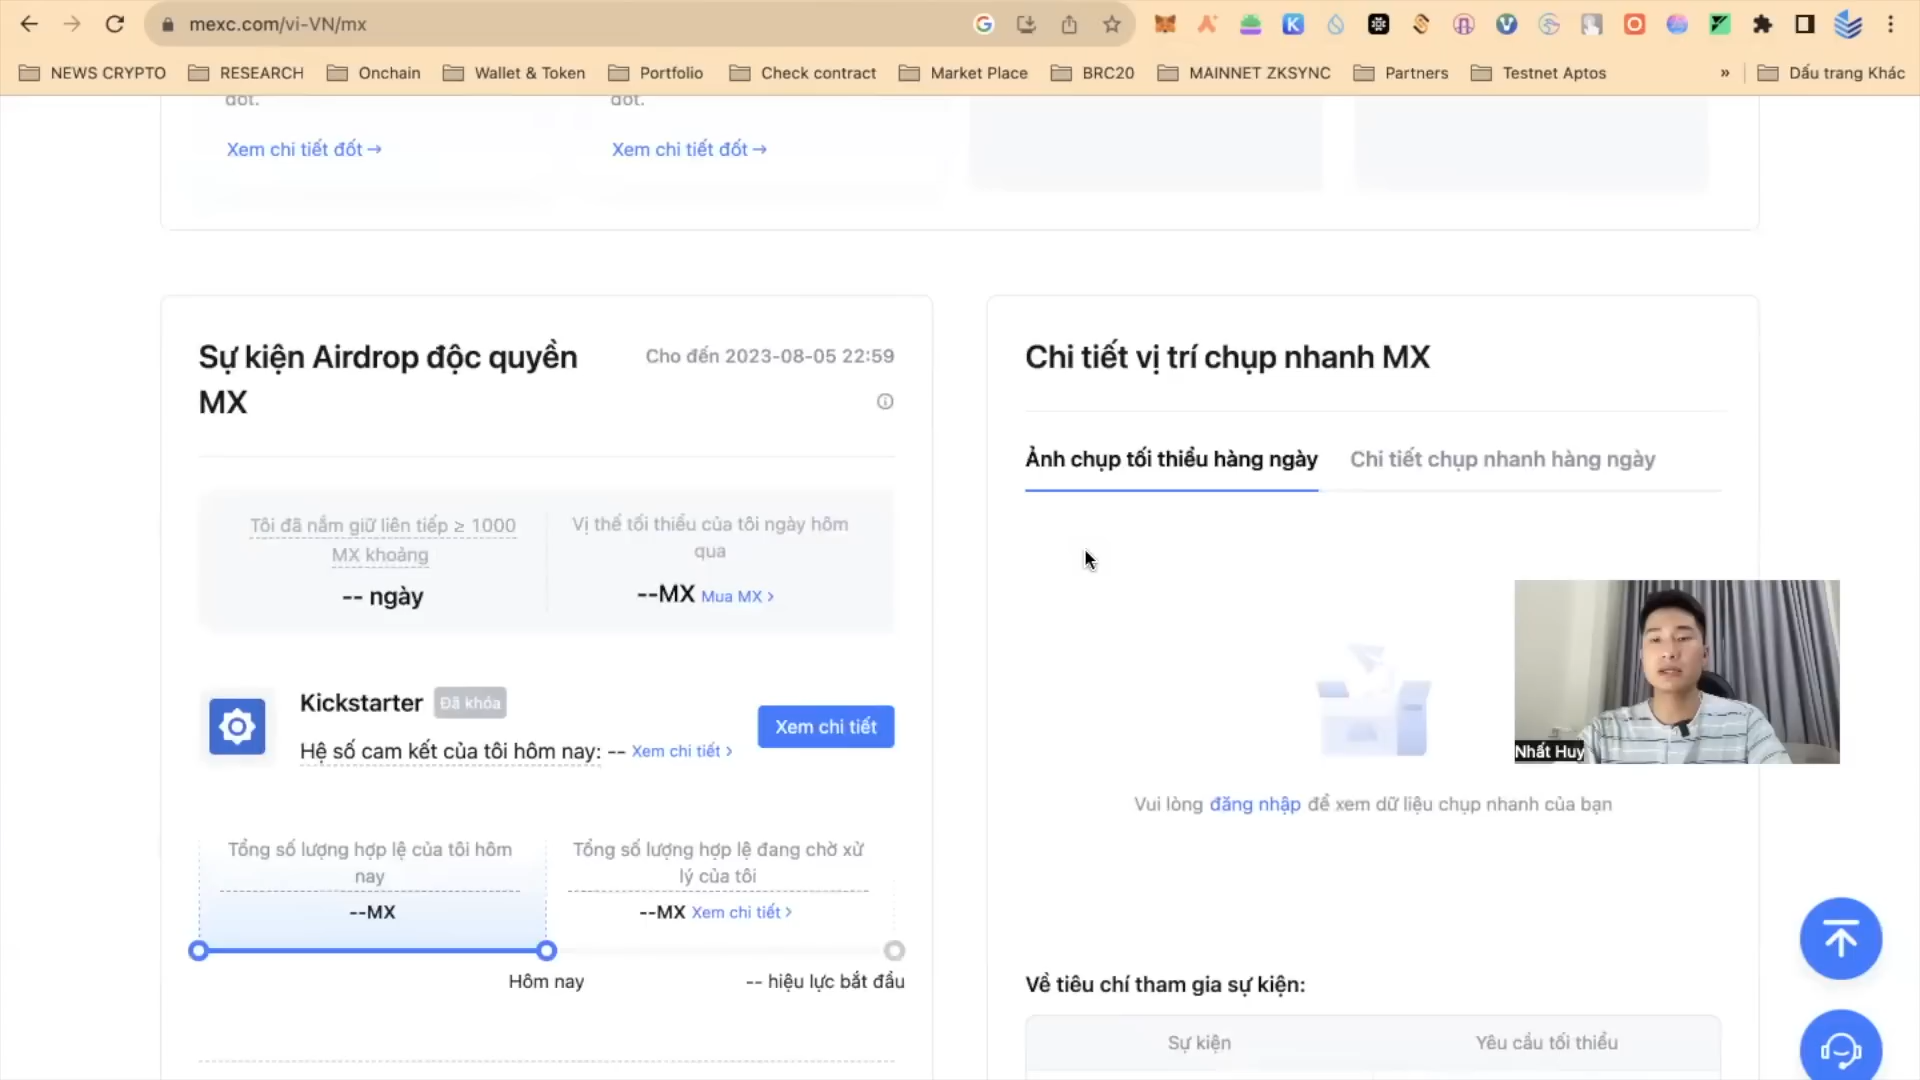 mexc.com/vi-VN/mx
NEWS CRYPTO RESEARCH Onchain Wallet & Token Portfolio Check contract Market Place BRC20 MAINNET ZKSYNC Partners Testnet Aptos » Dấu trang Khác
đốt. đốt.
Xem chi tiết đốt → Xem chi tiết đốt →
Sự kiện Airdrop độc quyền
MX
Cho đến 2023-08-05 22:59
Tôi đã nắm giữ liên tiếp ≥ 1000
MX khoảng
-- ngày
Vị thế tối thiểu của tôi ngày hôm
qua
--MX Mua MX >
Kickstarter Đã khóa
Hệ số cam kết của tôi hôm nay: -- Xem chi tiết >
Xem chi tiết
Tổng số lượng hợp lệ của tôi hôm
nay
--MX
Tổng số lượng hợp lệ đang chờ xử
lý của tôi
--MX Xem chi tiết >
Hôm nay -- hiệu lực bắt đầu
Chi tiết vị trí chụp nhanh MX
Ảnh chụp tối thiểu hàng ngày Chi tiết chụp nhanh hàng ngày
Nhất Huy
Vui lòng đăng nhập để xem dữ liệu chụp nhanh của bạn
Về tiêu chí tham gia sự kiện:
Sự kiện Yêu cầu tối thiểu